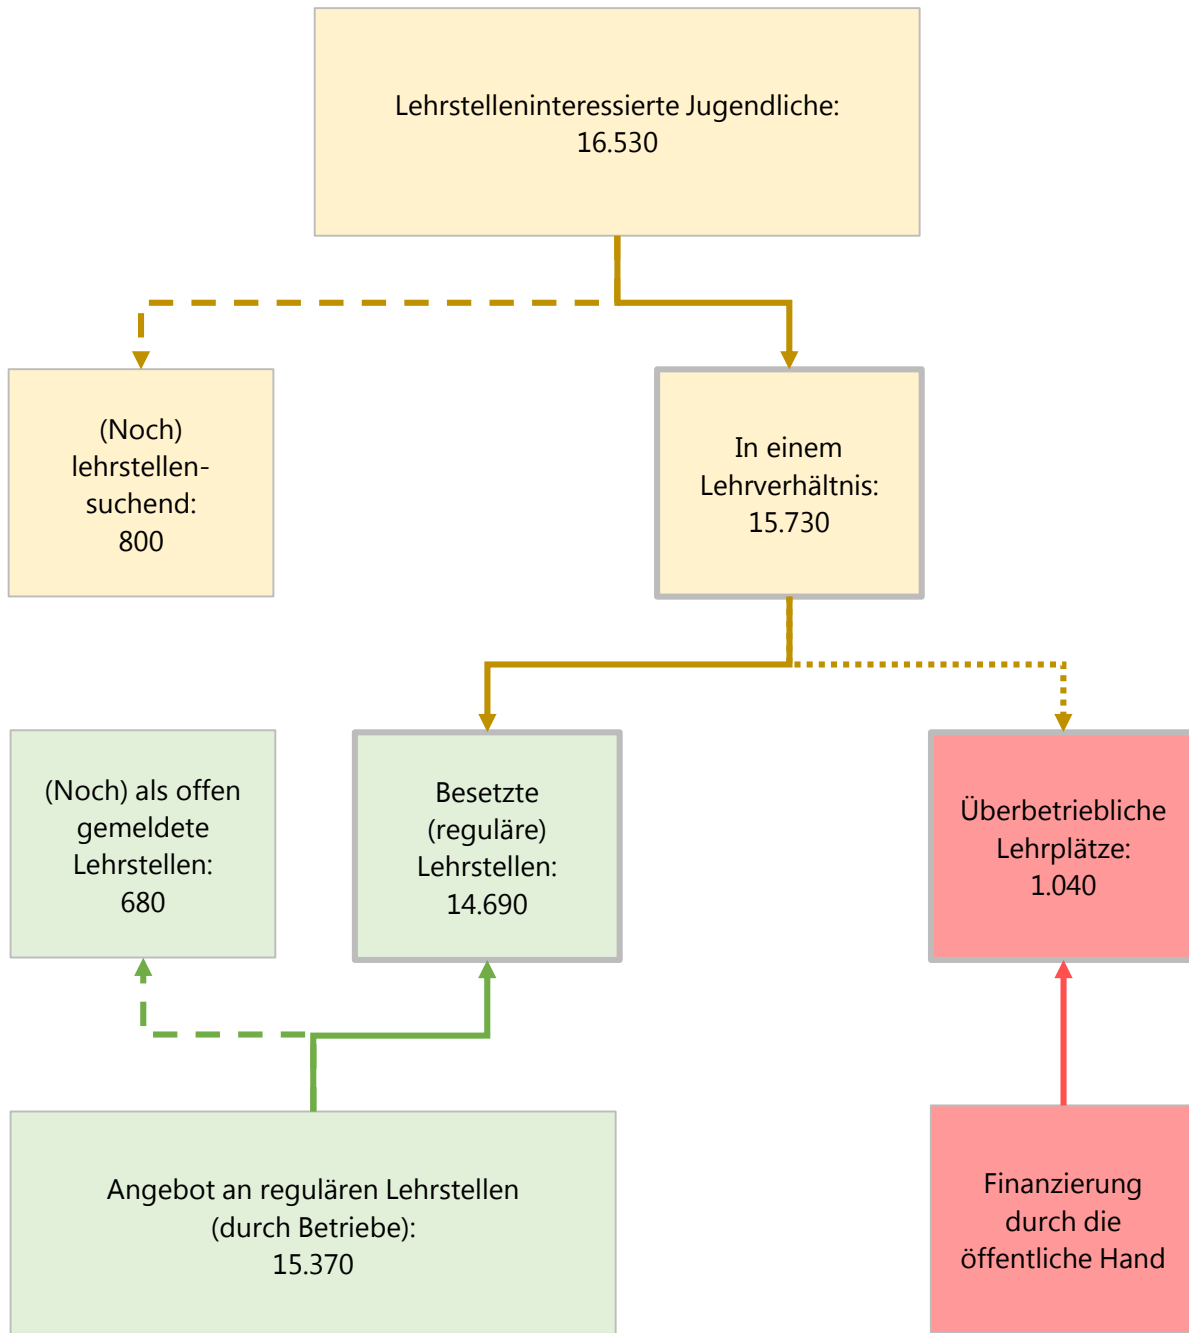 Lehrstelleninteressierte Jugendliche:
16.530
(Noch)
lehrstellen-
suchend:
800
In einem
Lehrverhältnis:
15.730
(Noch) als offen
gemeldete
Lehrstellen:
680
Besetzte
(reguläre)
Lehrstellen:
14.690
Überbetriebliche
Lehrplätze:
1.040
Angebot an regulären Lehrstellen
(durch Betriebe):
15.370
Finanzierung
durch die
öffentliche Hand